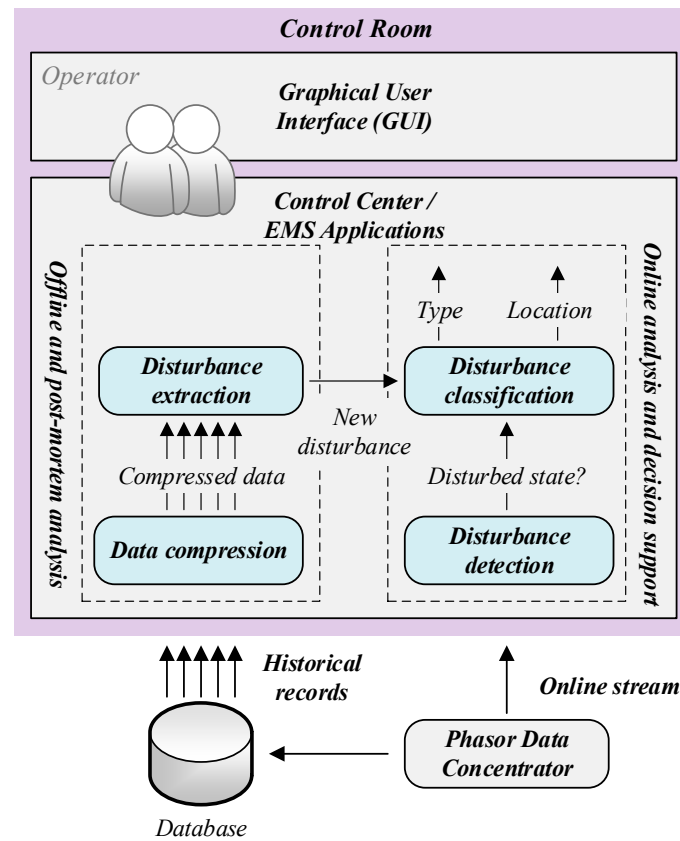 Control Room
Operator
Graphical User
Interface (GUI)
Control Center /
EMS Applications
Offline and post-mortem analysis
Online analysis and decision support
Type
Location
Disturbance
extraction
Disturbance
classification
New
disturbance
Compressed data
Disturbed state?
Data compression
Disturbance
detection
Historical
records
Online stream
Phasor Data
Concentrator
Database